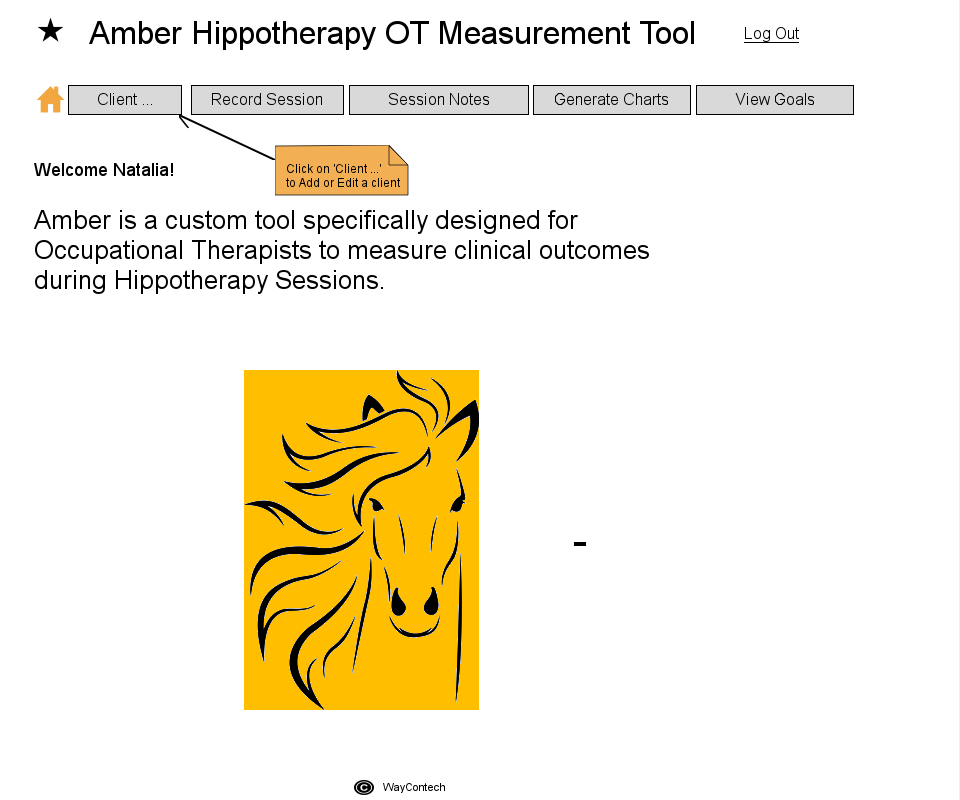 Amber Hippotherapy OT Measurement Tool
Log Out
Client ...
Record Session
Session Notes
Generate Charts
View Goals
Click on 'Client ...'
to Add or Edit a client
Welcome Natalia!
Amber is a custom tool specifically designed for
Occupational Therapists to measure clinical outcomes
during Hippotherapy Sessions.
-
© WayContech